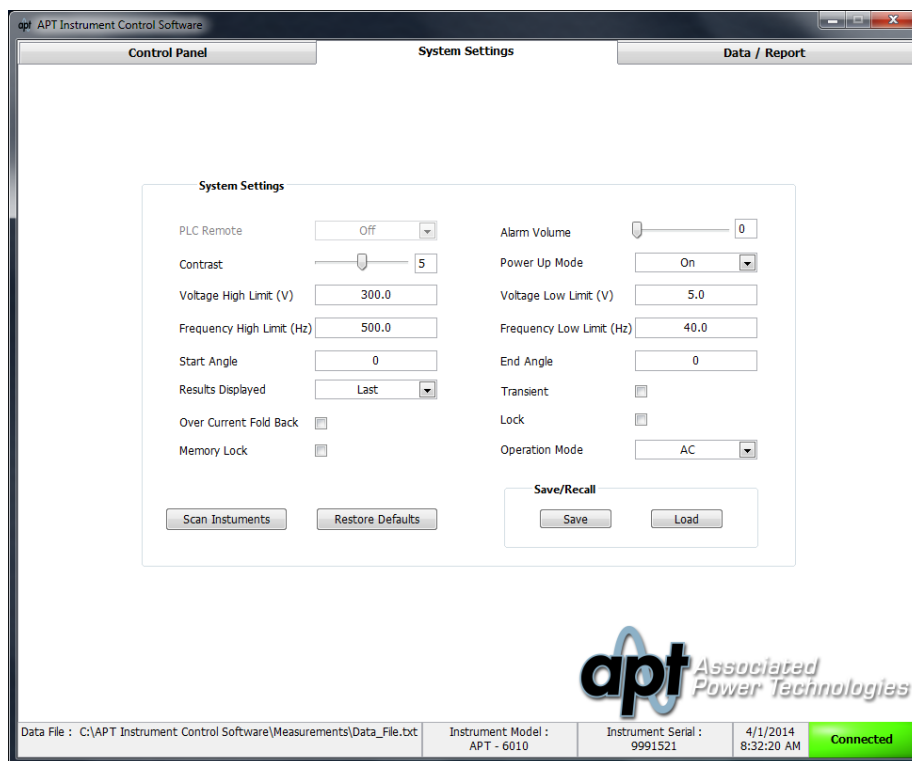 apt APT Instrument Control Software
Control Panel System Settings Data / Report
System Settings
PLC Remote Off Alarm Volume 0
Contrast 5 Power Up Mode On
Voltage High Limit (V) 300.0 Voltage Low Limit (V) 5.0
Frequency High Limit (Hz) 500.0 Frequency Low Limit (Hz) 40.0
Start Angle 0 End Angle 0
Results Displayed Last Transient
Over Current Fold Back Lock
Memory Lock Operation Mode AC
Save/Recall
Scan Instuments Restore Defaults Save Load
apt Associated
Power Technologies
Data File : C:\APT Instrument Control Software\Measurements\Data_File.txt Instrument Model : Instrument Serial : 4/1/2014 Connected
APT - 6010 9991521 8:32:20 AM